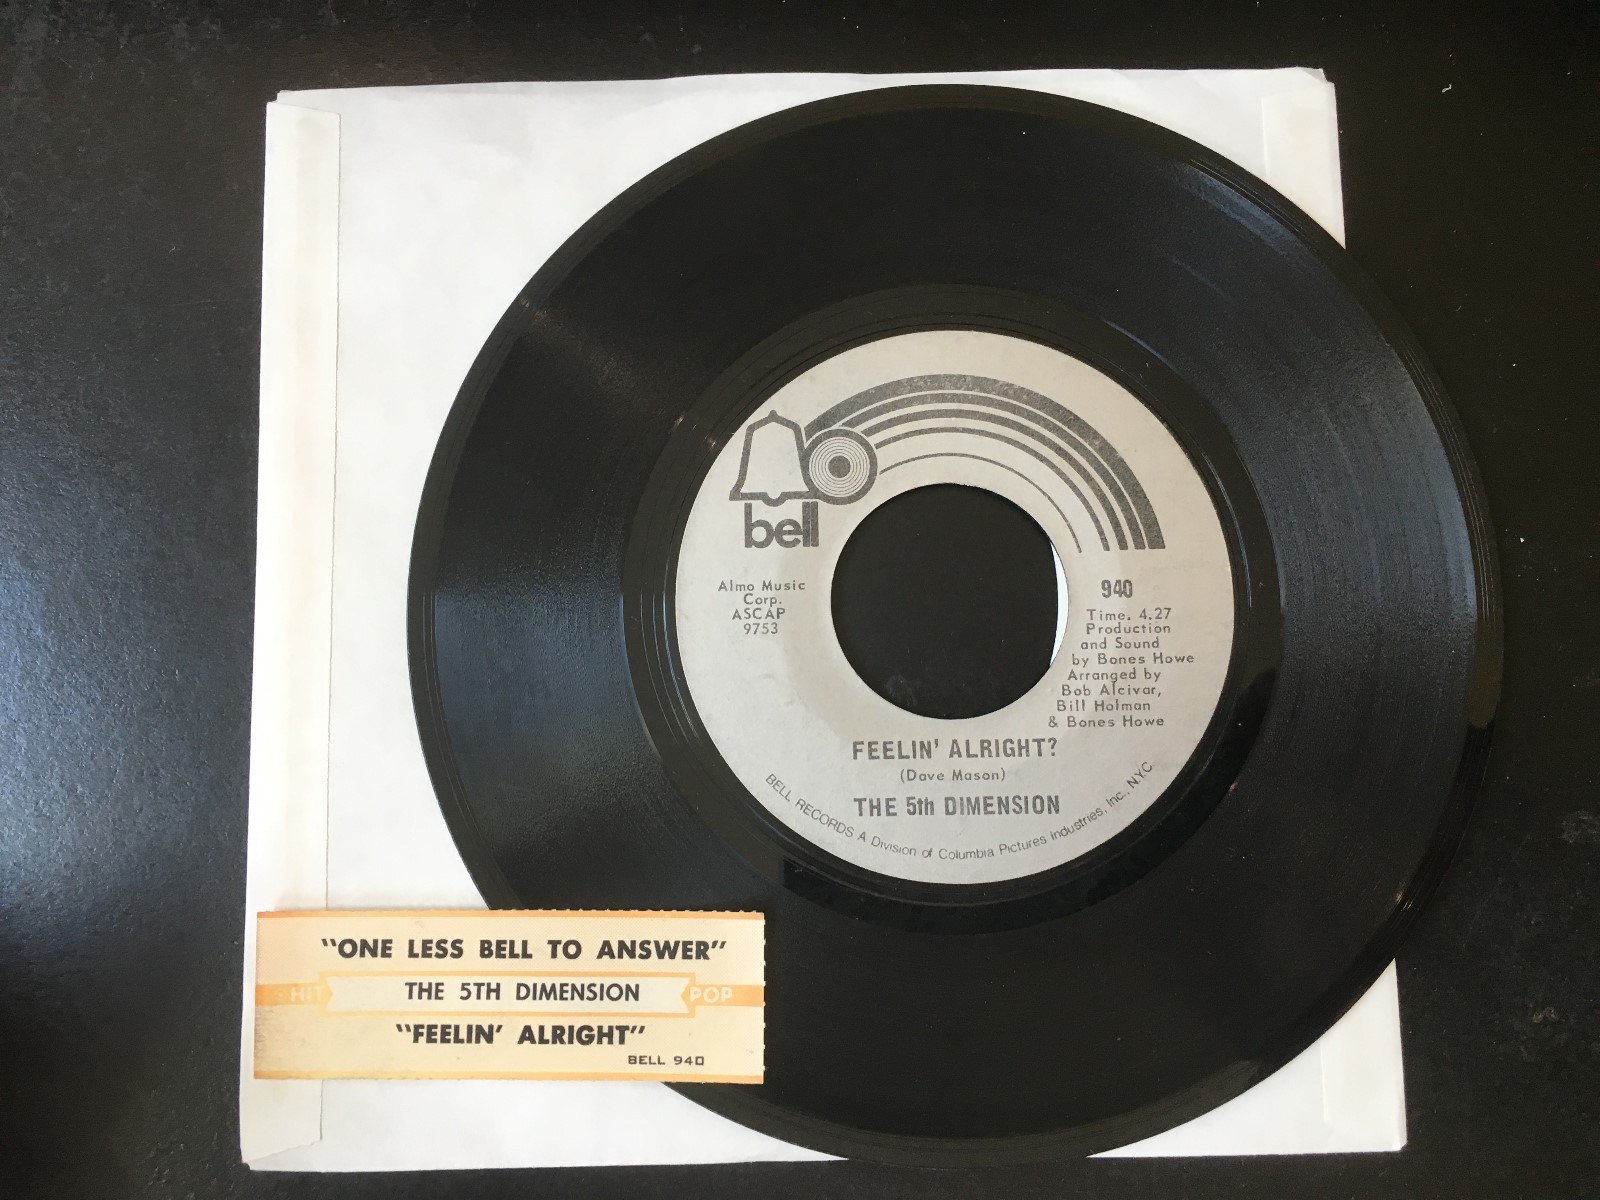 bell
Almo Music
Corp.
ASCAP
9753
940
Time. 4.27
Production
and Sound
by Bones Howe
Arranged by
Bob Alcivar,
Bill Holman
& Bones Howe
FEELIN' ALRIGHT?
(Dave Mason)
THE 5th DIMENSION
BELL RECORDS A Division of Columbia Pictures Industries, Inc., N.Y.C.
"ONE LESS BELL TO ANSWER"
HIT THE 5TH DIMENSION POP
"FEELIN' ALRIGHT"
BELL 940